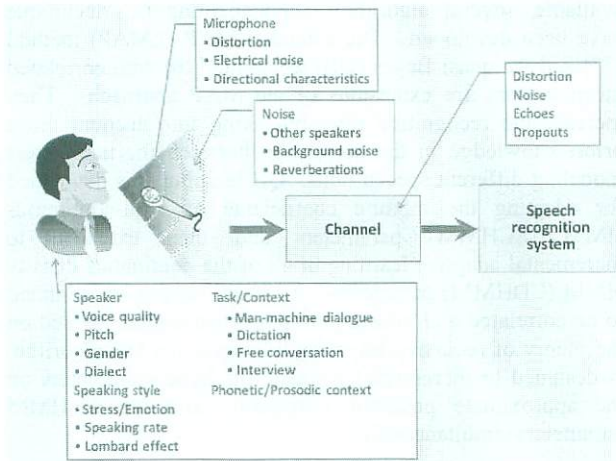 Microphone
• Distortion
• Electrical noise
• Directional characteristics
Noise
• Other speakers
• Background noise
• Reverberations
Distortion
Noise
Echoes
Dropouts
Channel
Speech
recognition
system
Speaker
• Voice quality
• Pitch
• Gender
• Dialect
Speaking style
• Stress/Emotion
• Speaking rate
• Lombard effect
Task/Context
• Man-machine dialogue
• Dictation
• Free conversation
• Interview
Phonetic/Prosodic context